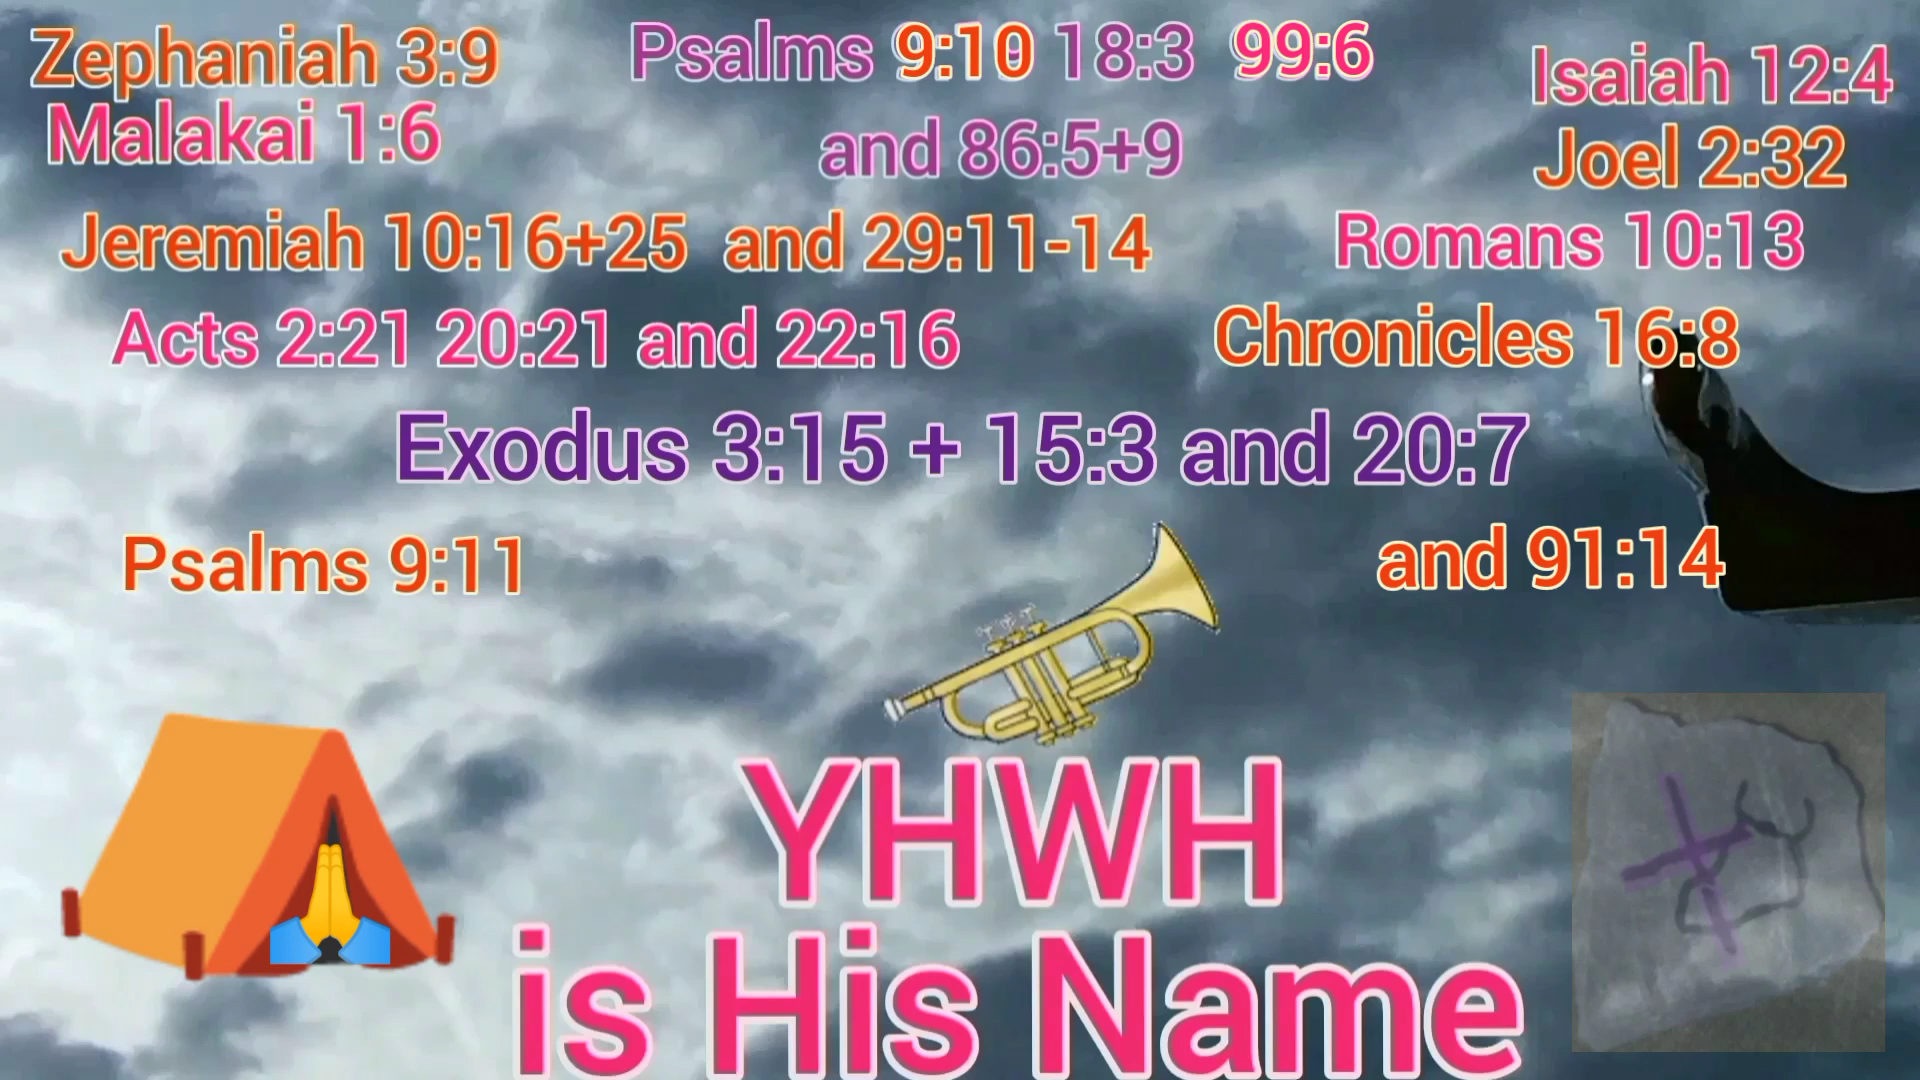 Zephaniah 3:9
Malakai 1:6
Psalms 9:10 18:3 99:6
and 86:5+9
Isaiah 12:4
Joel 2:32
Jeremiah 10:16+25 and 29:11-14
Romans 10:13
Acts 2:21 20:21 and 22:16
Chronicles 16:8
Exodus 3:15 + 15:3 and 20:7
Psalms 9:11
and 91:14
YHWH
is His Name